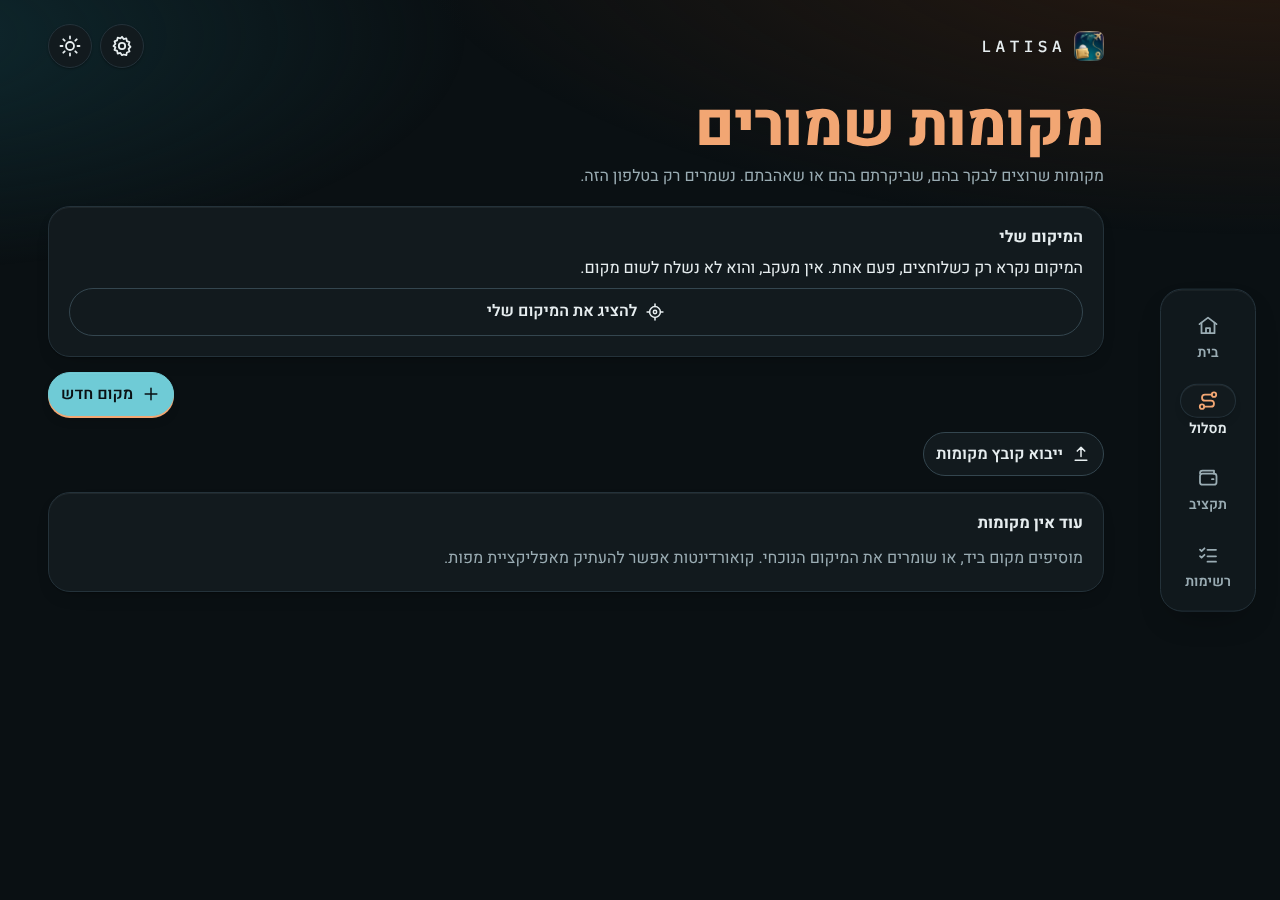 LATISA
מקומות שמורים
מקומות שרוצים לבקר בהם, שביקרתם בהם או שאהבתם. נשמרים רק בטלפון הזה.
המיקום שלי
המיקום נקרא רק כשלוחצים, פעם אחת. אין מעקב, והוא לא נשלח לשום מקום.
להציג את המיקום שלי
מקום חדש
ייבוא קובץ מקומות
עוד אין מקומות
מוסיפים מקום ביד, או שומרים את המיקום הנוכחי. קואורדינטות אפשר להעתיק מאפליקציית מפות.
בית
מסלול
תקציב
רשימות